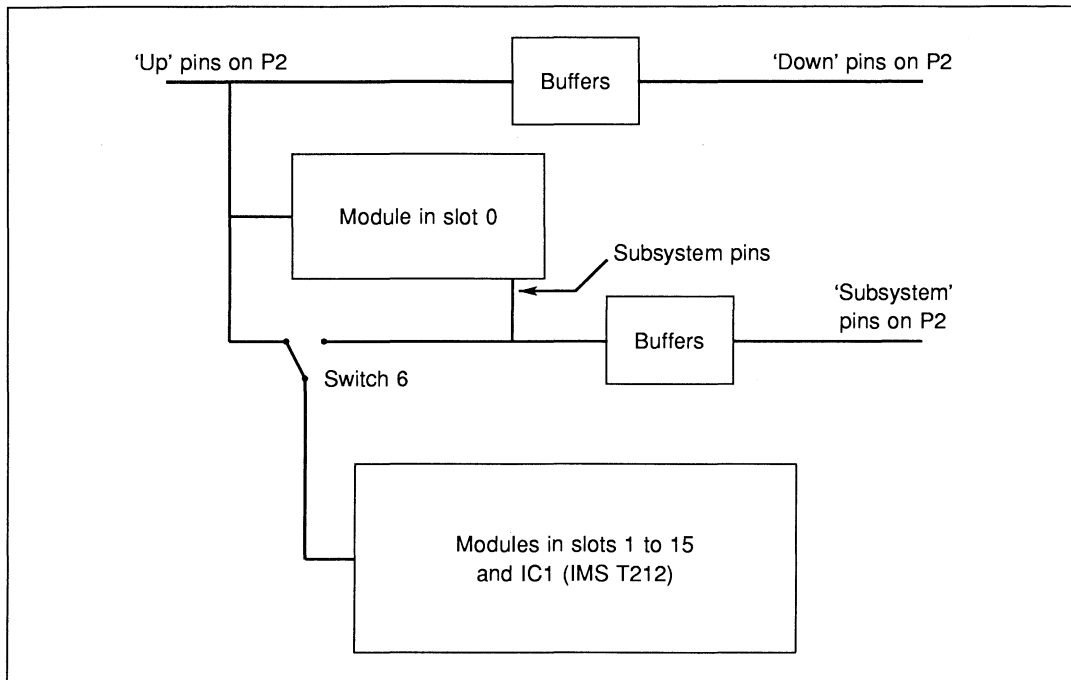 ‘Up’ pins on P2
Buffers
‘Down’ pins on P2
Module in slot 0
Subsystem pins
‘Subsystem’
pins on P2
Buffers
Switch 6
Modules in slots 1 to 15
and IC1 (IMS T212)